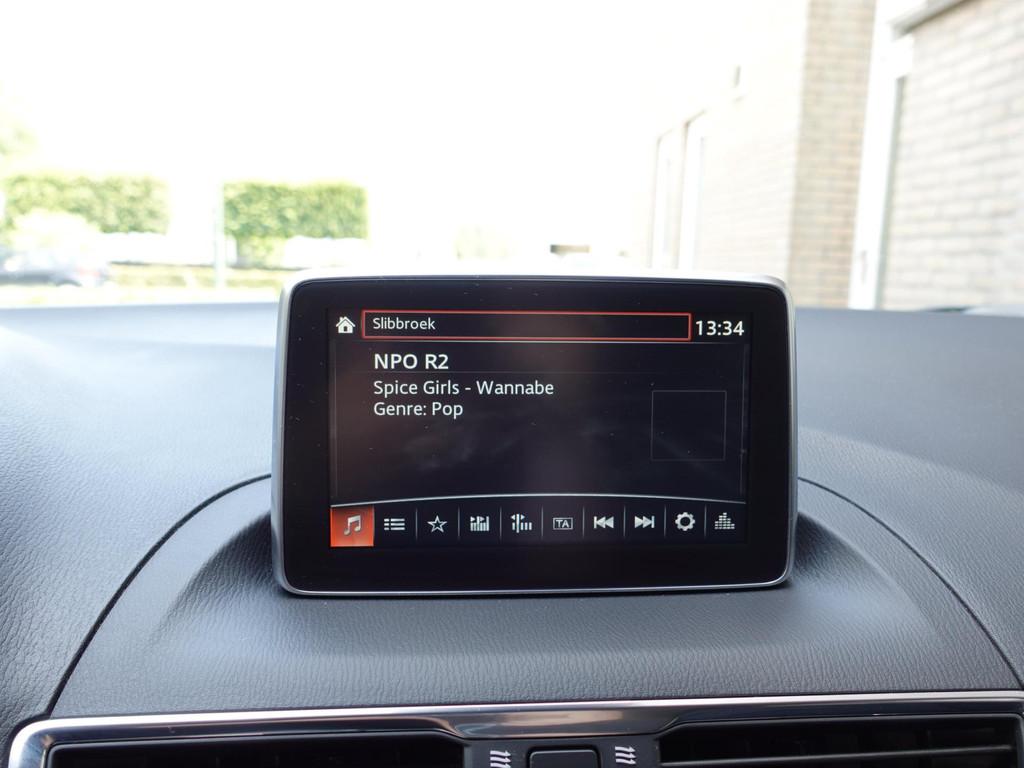 Slibbroek 13:34
NPO R2
Spice Girls - Wannabe
Genre: Pop
TA